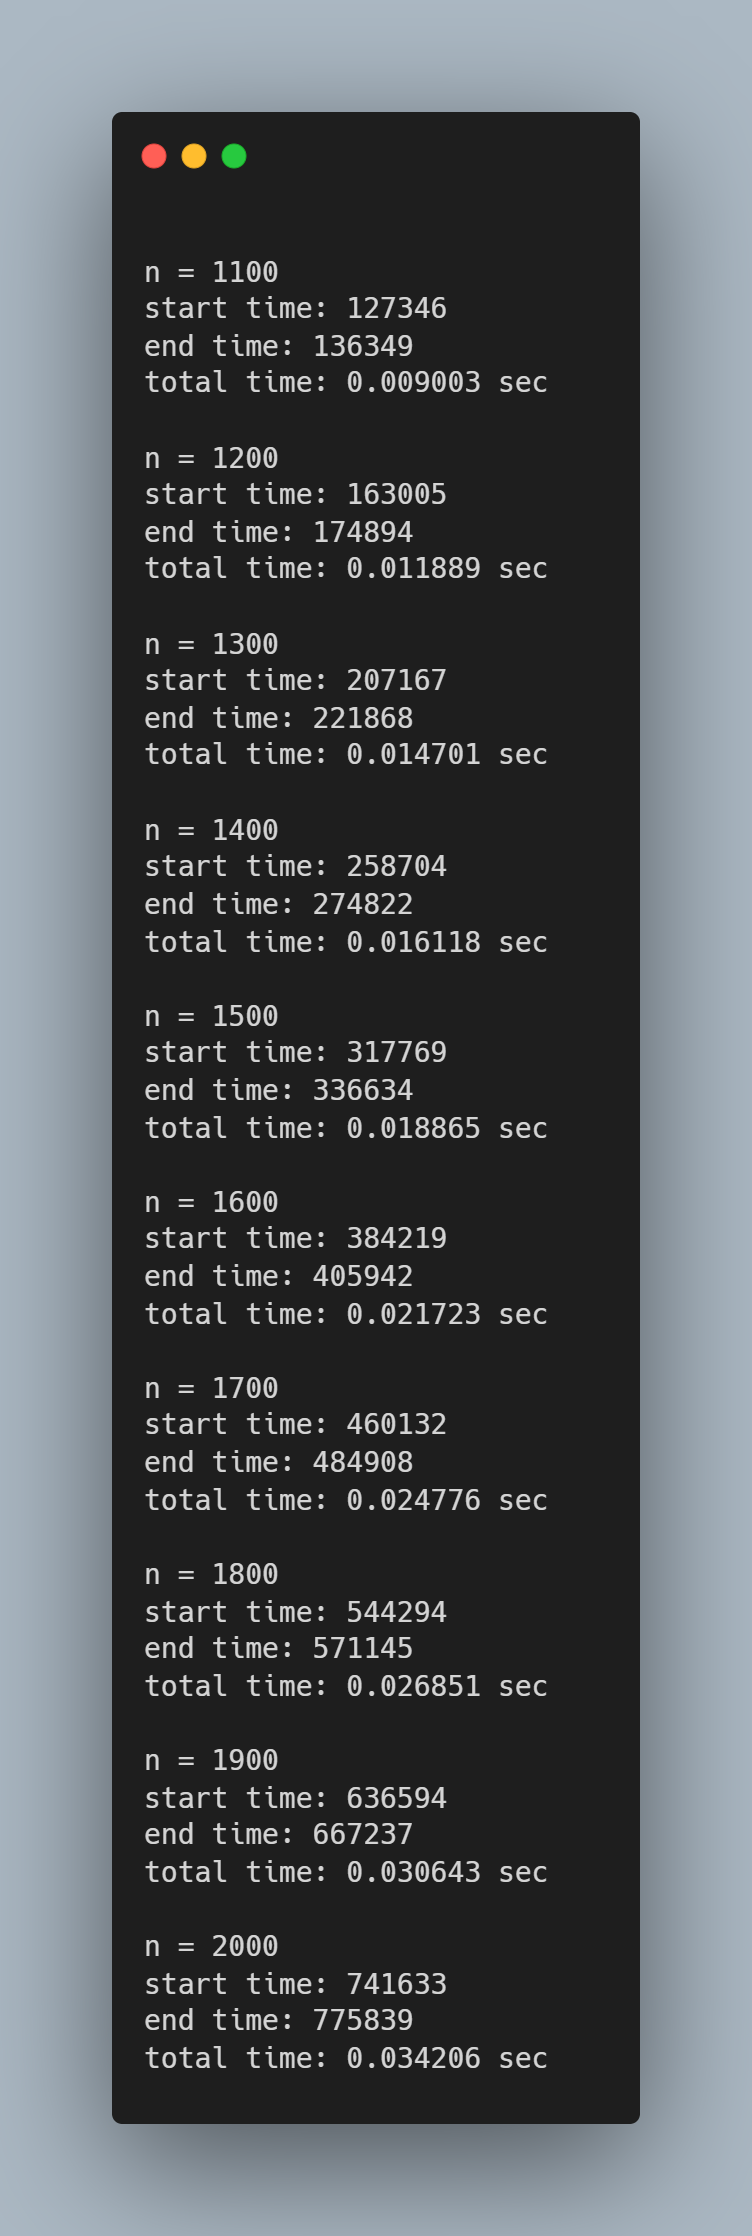 n = 1100
start time: 127346
end time: 136349
total time: 0.009003 sec
n = 1200
start time: 163005
end time: 174894
total time: 0.011889 sec
n = 1300
start time: 207167
end time: 221868
total time: 0.014701 sec
n = 1400
start time: 258704
end time: 274822
total time: 0.016118 sec
n = 1500
start time: 317769
end time: 336634
total time: 0.018865 sec
n = 1600
start time: 384219
end time: 405942
total time: 0.021723 sec
n = 1700
start time: 460132
end time: 484908
total time: 0.024776 sec
n = 1800
start time: 544294
end time: 571145
total time: 0.026851 sec
n = 1900
start time: 636594
end time: 667237
total time: 0.030643 sec
n = 2000
start time: 741633
end time: 775839
total time: 0.034206 sec